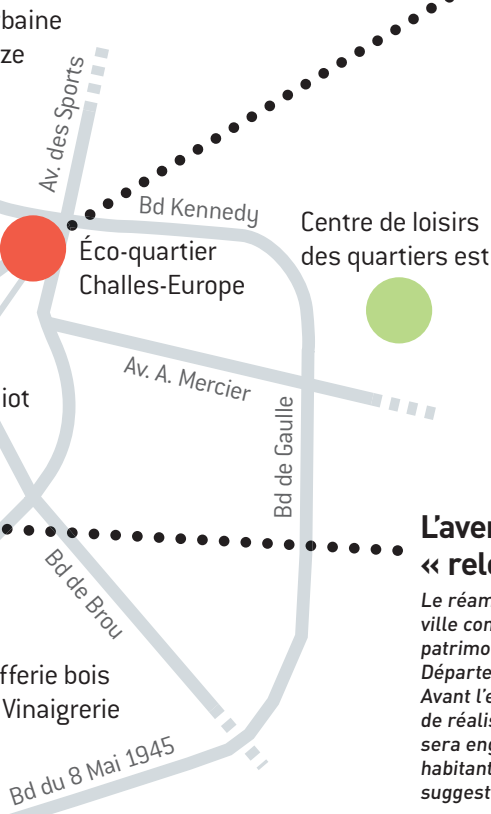 baine
ze
Av. des Sports
Bd Kennedy
Centre de loisirs
des quartiers est
Éco-quartier
Challes-Europe
Av. A. Mercier
iot
Bd de Gaulle
L'aver
« relo
Le réam
ville con
patrimo
Départe
Avant l'e
de réalis
sera eng
habitant
suggest
Bd de Brou
fferie bois
Vinaigrerie
Bd du 8 Mai 1945